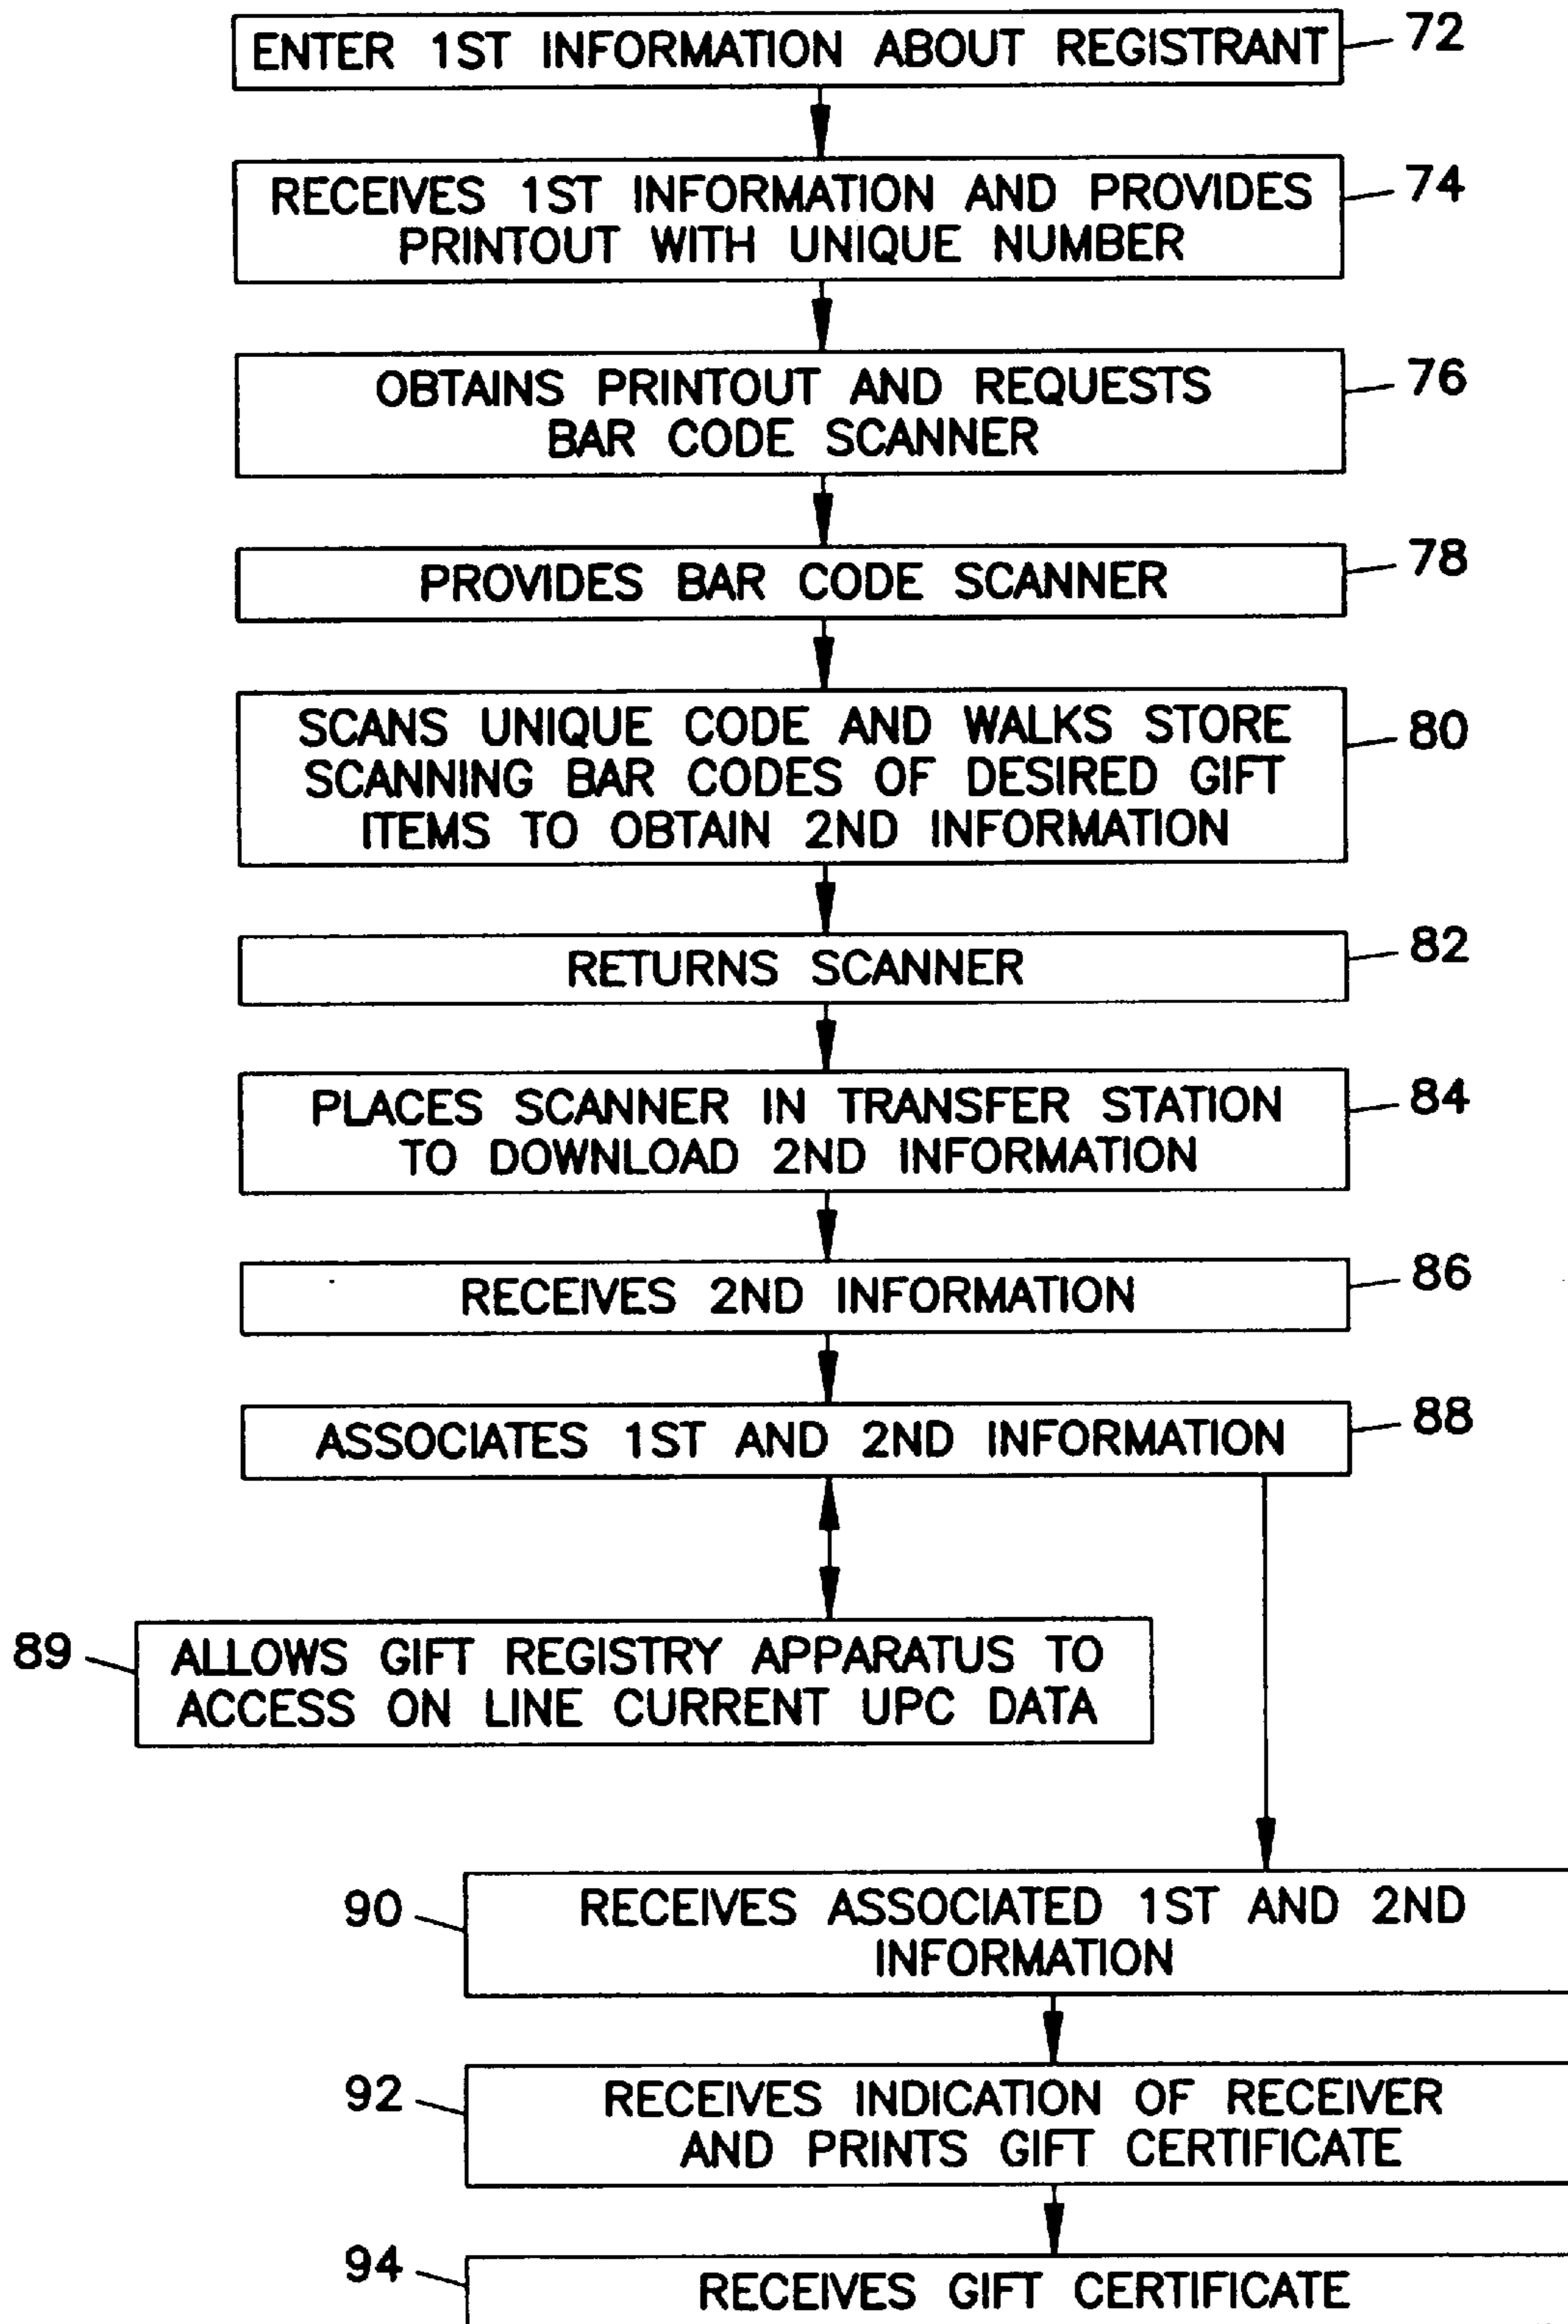 ENTER 1ST INFORMATION ABOUT REGISTRANT
72
RECEIVES 1ST INFORMATION AND PROVIDES
PRINTOUT WITH UNIQUE NUMBER
74
OBTAINS PRINTOUT AND REQUESTS
BAR CODE SCANNER
76
PROVIDES BAR CODE SCANNER
78
SCANS UNIQUE CODE AND WALKS STORE
SCANNING BAR CODES OF DESIRED GIFT
ITEMS TO OBTAIN 2ND INFORMATION
80
RETURNS SCANNER
82
PLACES SCANNER IN TRANSFER STATION
TO DOWNLOAD 2ND INFORMATION
84
RECEIVES 2ND INFORMATION
86
ASSOCIATES 1ST AND 2ND INFORMATION
88
89
ALLOWS GIFT REGISTRY APPARATUS TO
ACCESS ON LINE CURRENT UPC DATA
90
RECEIVES ASSOCIATED 1ST AND 2ND
INFORMATION
92
RECEIVES INDICATION OF RECEIVER
AND PRINTS GIFT CERTIFICATE
94
RECEIVES GIFT CERTIFICATE